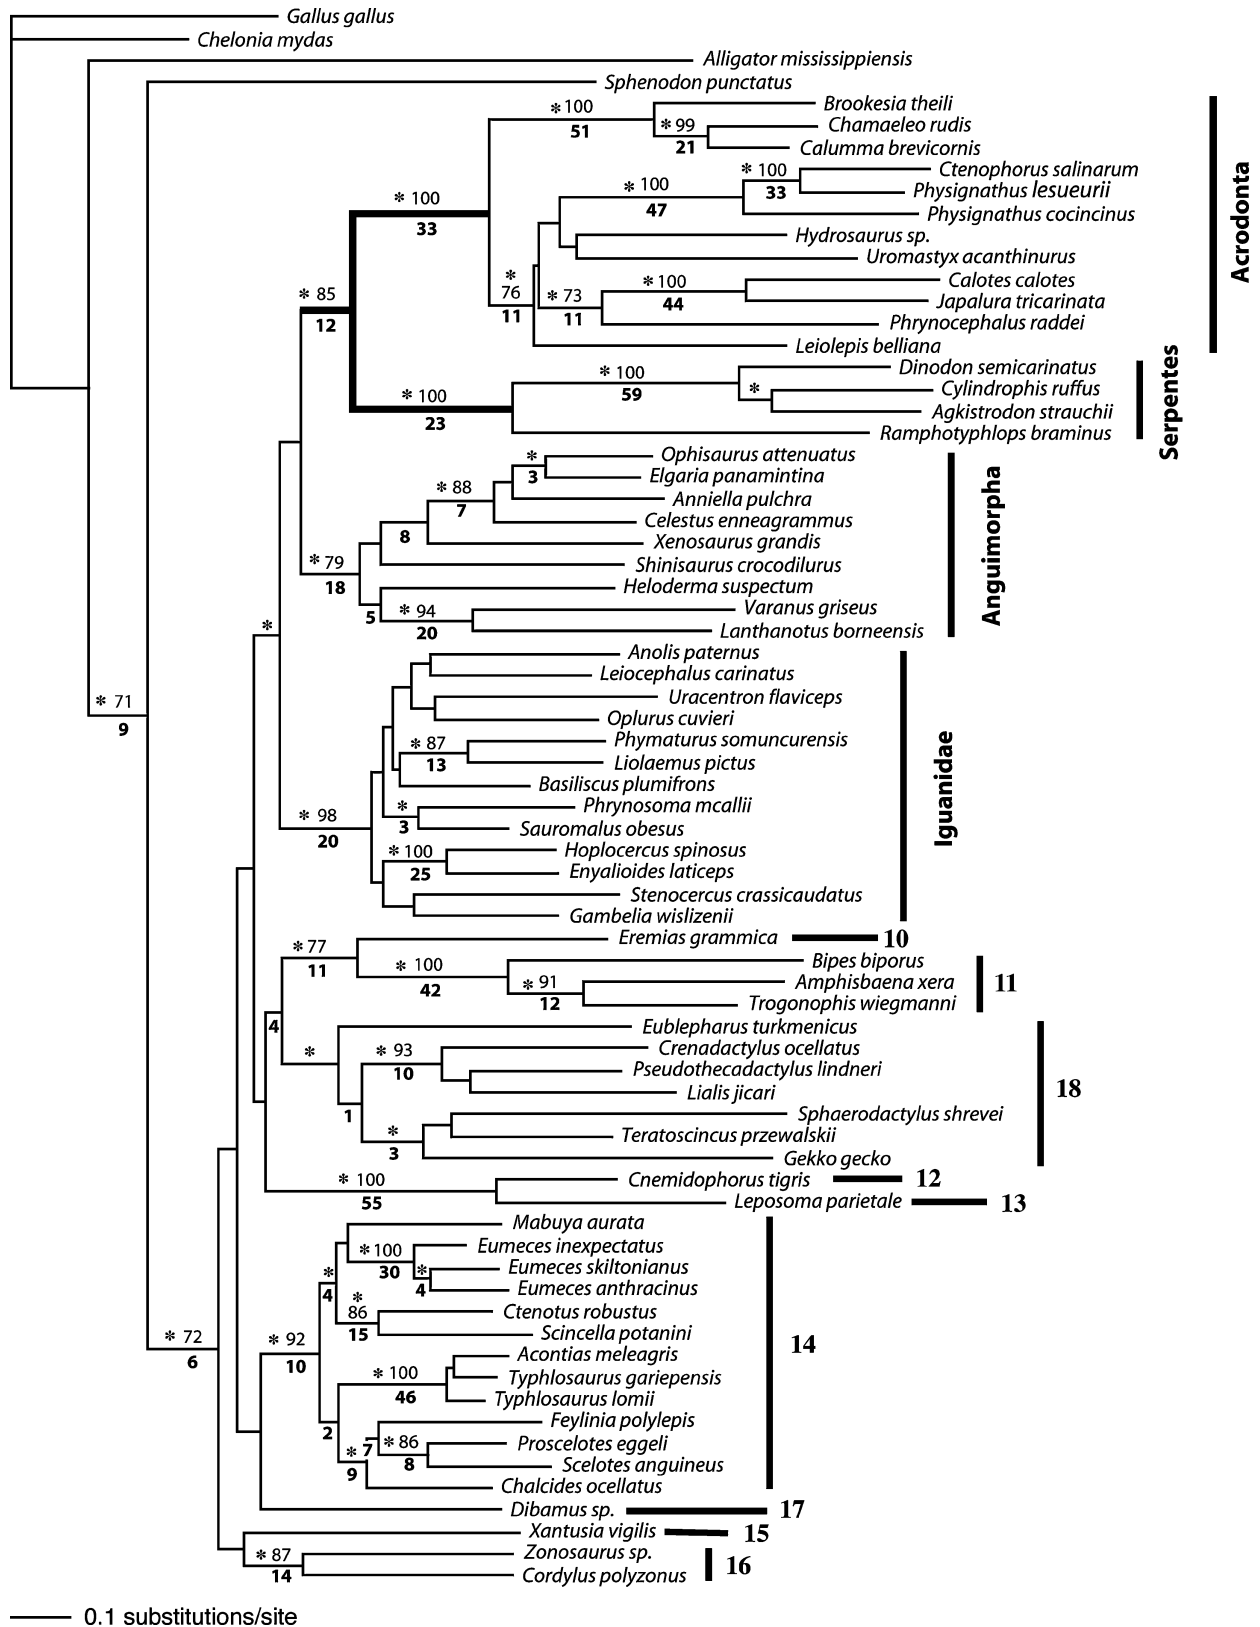 Gallus gallus
Chelonia mydas
Alligator mississippiensis
Sphenodon punctatus
Brookesia theili
* 100
51
* 99
Chamaeleo rudis
21
Calumma brevicornis
* 100
Ctenophorus salinarum
33
Physignathus lesueurii
* 100
47
Physignathus cocincinus
* 100
33
Hydrosaurus sp.
Uromastyx acanthinurus
Acrodonta
*
76
11
* 73
11
* 100
44
Calotes calotes
Japalura tricarinata
Phrynocephalus raddei
* 85
12
Leiolepis belliana
Dinodon semicarinatus
* 100
59
*
Cylindrophis ruffus
Agkistrodon strauchii
* 100
23
Ramphotyphlops braminus
Serpentes
Ophisaurus attenuatus
*
3
Elgaria panamintina
* 88
7
Anniella pulchra
Celestus enneagrammus
8
Xenosaurus grandis
* 79
18
Shinisaurus crocodilurus
Heloderma suspectum
5
* 94
20
Varanus griseus
Lanthanotus borneensis
Anguimorpha
*
Anolis paternus
Leiocephalus carinatus
Uracentron flaviceps
Oplurus cuvieri
* 71
9
* 87
13
Phymaturus somuncurensis
Liolaemus pictus
Basiliscus plumifrons
* 98
20
*
3
Phrynosoma mcallii
Sauromalus obesus
* 100
25
Hoplocercus spinosus
Enyalioides laticeps
Stenocercus crassicaudatus
Gambelia wislizenii
Iguanidae
* 77
11
Eremias grammica
10
* 100
42
Bipes biporus
* 91
12
Amphisbaena xera
Trogonophis wiegmanni
11
4
Eublepharus turkmenicus
*
* 93
10
Crenadactylus ocellatus
Pseudothecadactylus lindneri
Lialis jicari
1
*
3
Sphaerodactylus shrevei
Teratoscincus przewalskii
Gekko gecko
18
* 100
55
Cnemidophorus tigris
12
Leposoma parietale
13
Mabuya aurata
* 100
30
Eumeces inexpectatus
*
4
Eumeces skiltonianus
Eumeces anthracinus
*
4
*
86
15
Ctenotus robustus
Scincella potanini
* 72
6
* 92
10
* 100
46
Acontias meleagris
Typhlosaurus gariepensis
Typhlosaurus lomii
2
Feylinia polylepis
7
* 86
8
Proscelotes eggeli
Scelotes anguineus
*
9
Chalcides ocellatus
14
Dibamus sp.
17
Xantusia vigilis
15
* 87
14
Zonosaurus sp.
Cordylus polyzonus
16
0.1 substitutions/site